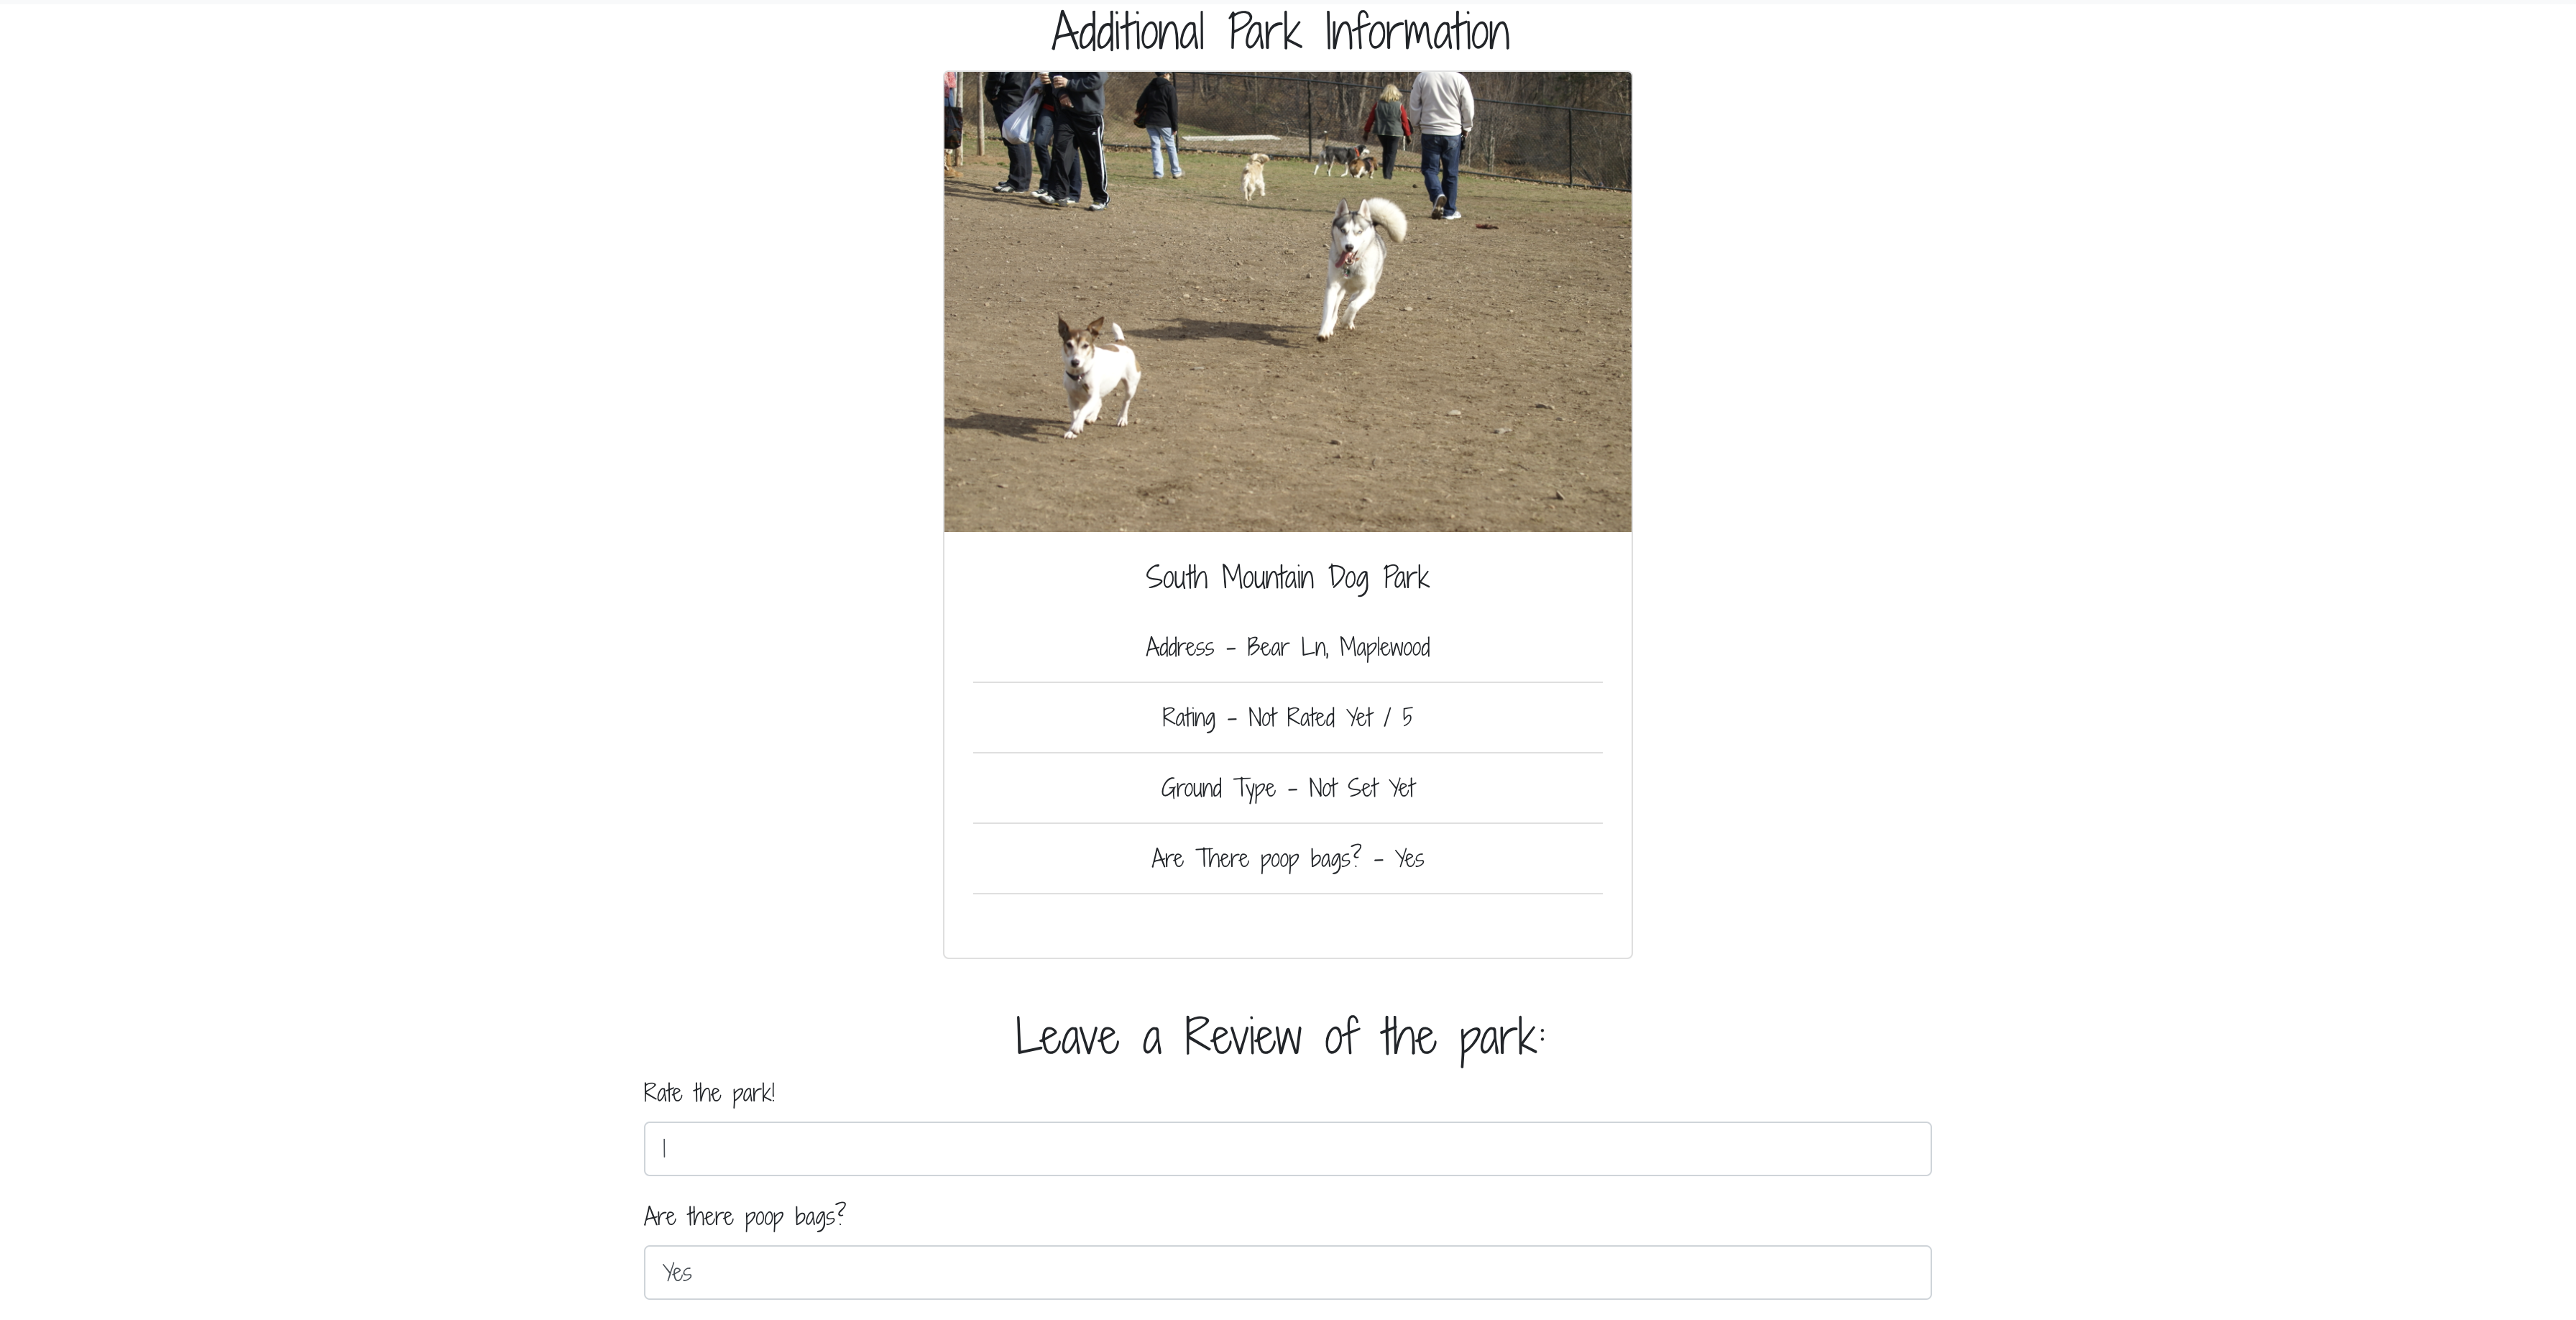 Additional Park Information
South Mountain Dog Park
Address - Bear Ln, Maplewood
Rating - Not Rated Yet / 5
Ground Type - Not Set Yet
Are There poop bags? - Yes
Leave a Review of the park:
Rate the park!
1
Are there poop bags?
Yes